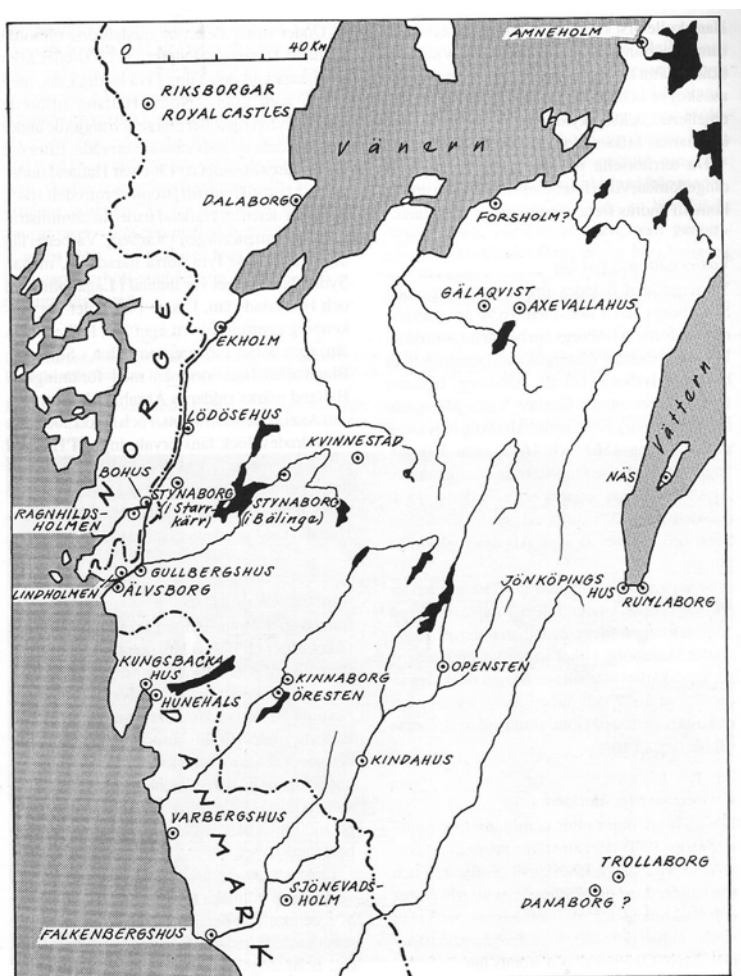 AMNEHOLM
0 40 KM
RIKSBORGAR
ROYAL CASTLES
Vänern
DALABORG
FORSHOLM?
GÄLAQVIST
AXEVALLAHUS
EKHOLM
NORGE
LÖDÖSEHUS
KVINNESTAD
Vättern
NÄS
BOHUS
STYNABORG
(i Starr-
kärr)
STYNABORG
(i Bälinge)
RAGNHILDS-
HOLMEN
GULLBERGSHUS
LINDHOLMEN
ÄLVSBORG
JÖNKÖPINGS
HUS
RUMLABORG
KUNGSBACKA
HUS
HUNEHALS
KINNABORG
ÖRESTEN
OPENSTEN
KINDAHUS
DANMARK
VARBERGSHUS
TROLLABORG
DANABORG ?
SJÖNEVADS-
HOLM
FALKENBERGSHUS